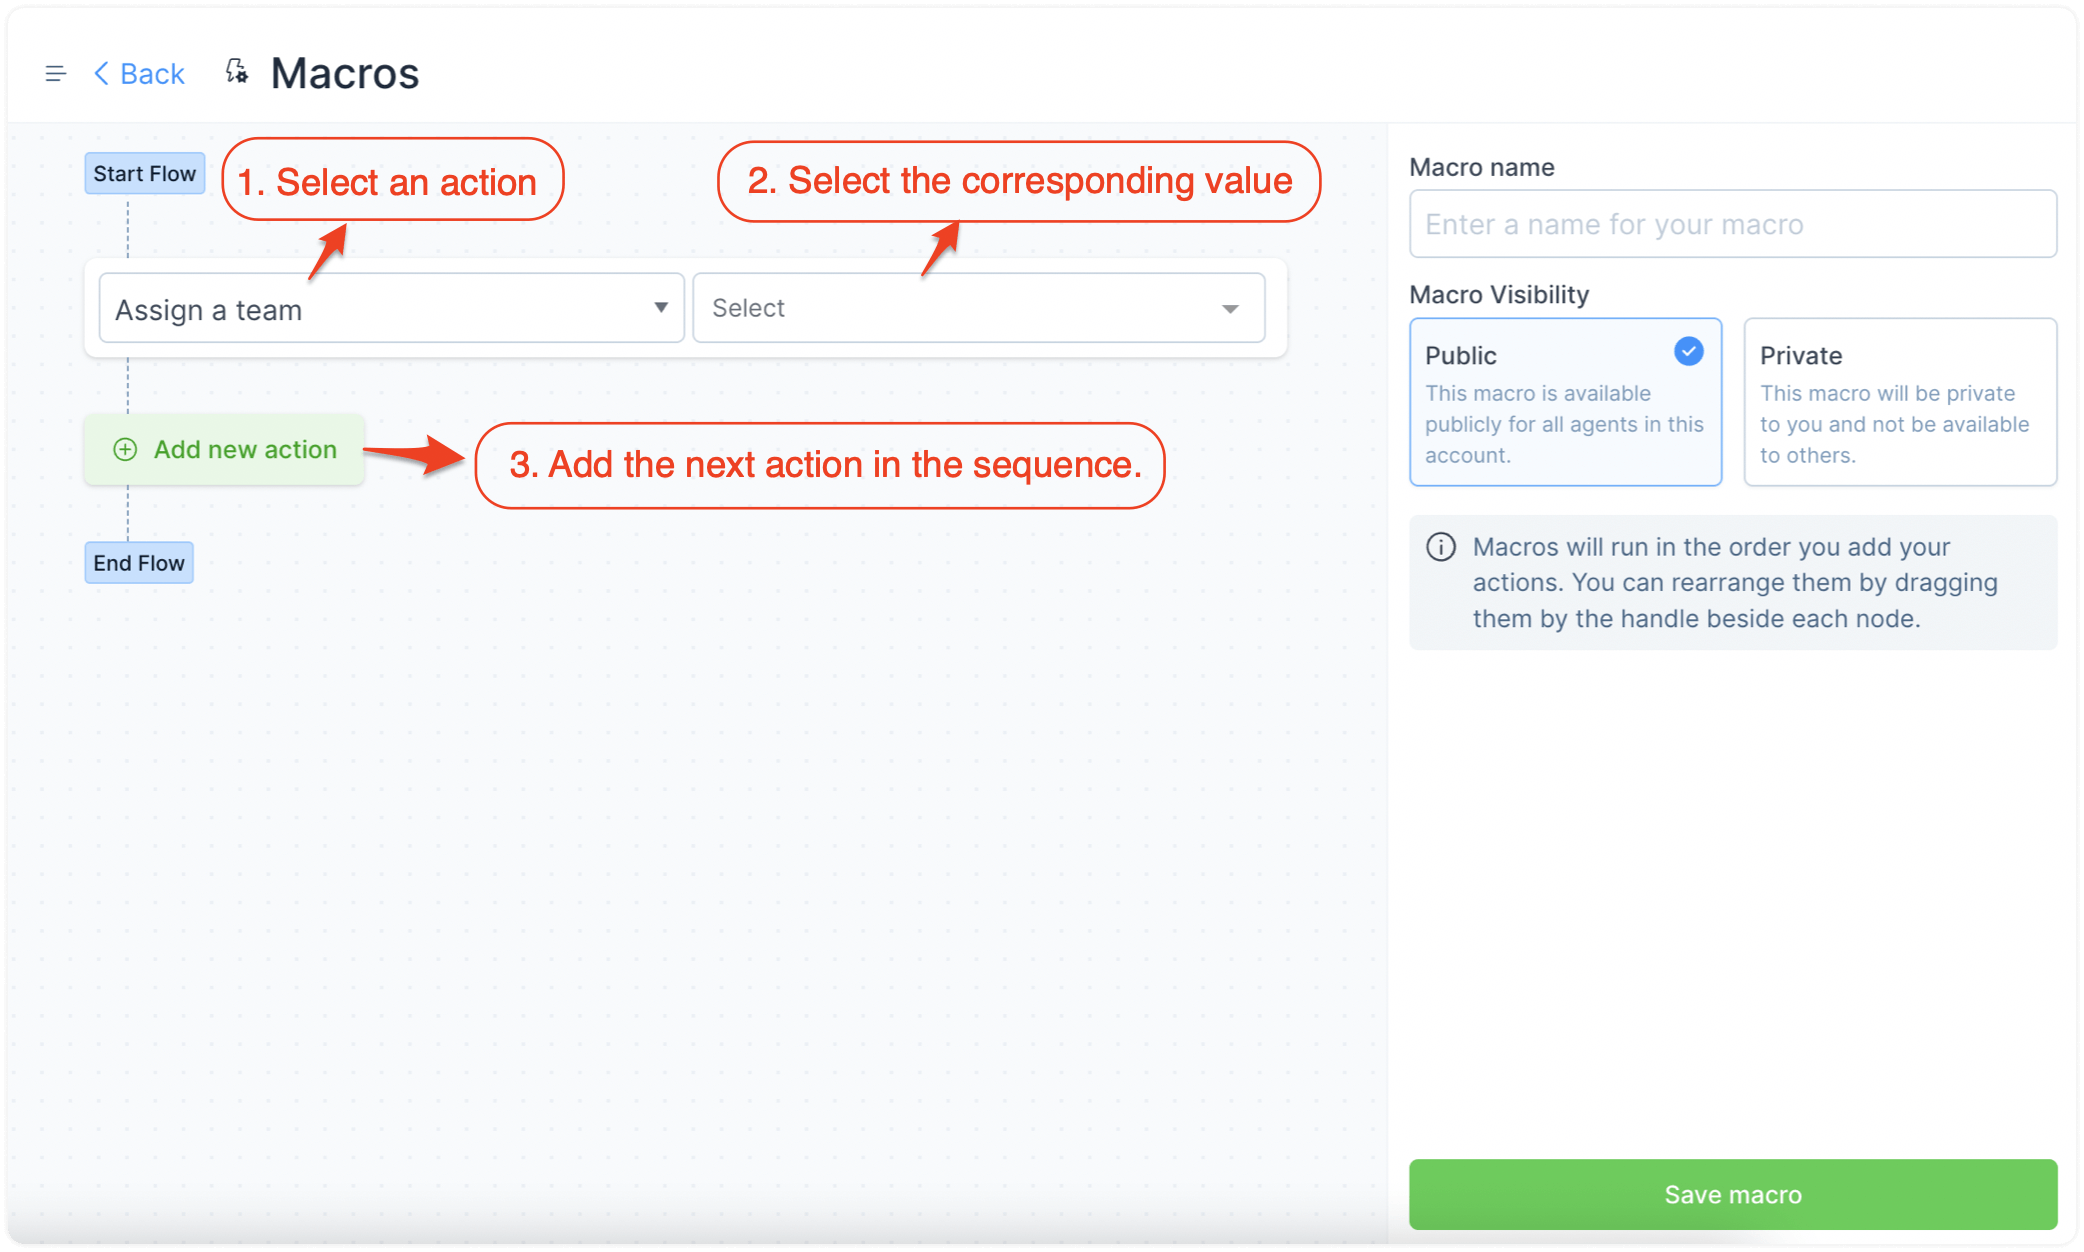 Back
Macros
Start Flow
1. Select an action
2. Select the corresponding value
Assign a team
Select
Add new action
3. Add the next action in the sequence.
End Flow
Macro name
Enter a name for your macro
Macro Visibility
Public
This macro is available
publicly for all agents in this
account.
Private
This macro will be private
to you and not be available
to others.
Macros will run in the order you add your
actions. You can rearrange them by dragging
them by the handle beside each node.
Save macro